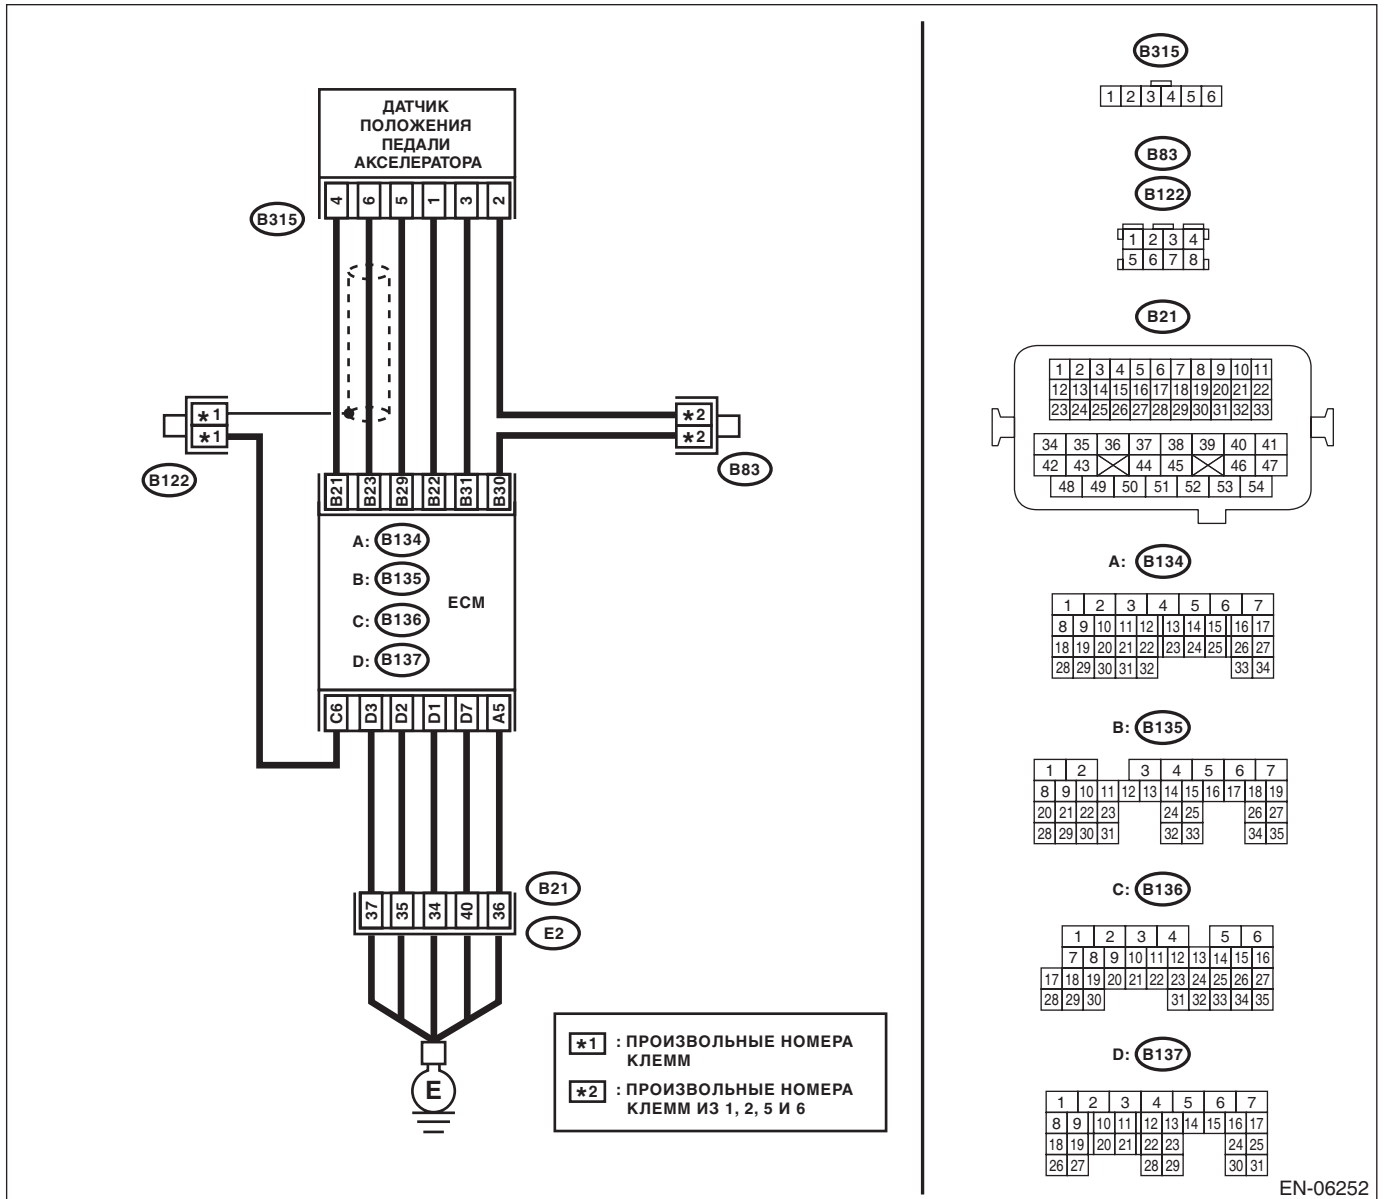 ДАТЧИК
ПОЛОЖЕНИЯ
ПЕДАЛИ
АКСЕЛЕРАТОРА
4 6 5 1 3 2
B315
*1
*1
B122
*2
*2
B83
B21 B23 B29 B22 B31 B30
A: B134
B: B135
ECM
C: B136
D: B137
C6 D3 D2 D1 D7 A5
B21
37 35 34 40 36
E2
E
*1 : ПРОИЗВОЛЬНЫЕ НОМЕРА
КЛЕММ
*2 : ПРОИЗВОЛЬНЫЕ НОМЕРА
КЛЕММ ИЗ 1, 2, 5 И 6
B315
1 2 3 4 5 6
B83
B122
1 2 3 4
5 6 7 8
B21
1 2 3 4 5 6 7 8 9 10 11
12 13 14 15 16 17 18 19 20 21 22
23 24 25 26 27 28 29 30 31 32 33
34 35 36 37 38 39 40 41
42 43 44 45 46 47
48 49 50 51 52 53 54
A: B134
1 2 3 4 5 6 7
8 9 10 11 12 13 14 15 16 17
18 19 20 21 22 23 24 25 26 27
28 29 30 31 32 33 34
B: B135
1 2 3 4 5 6 7
8 9 10 11 12 13 14 15 16 17 18 19
20 21 22 23 24 25 26 27
28 29 30 31 32 33 34 35
C: B136
1 2 3 4 5 6
7 8 9 10 11 12 13 14 15 16
17 18 19 20 21 22 23 24 25 26 27
28 29 30 31 32 33 34 35
D: B137
1 2 3 4 5 6 7
8 9 10 11 12 13 14 15 16 17
18 19 20 21 22 23 24 25
26 27 28 29 30 31
EN-06252